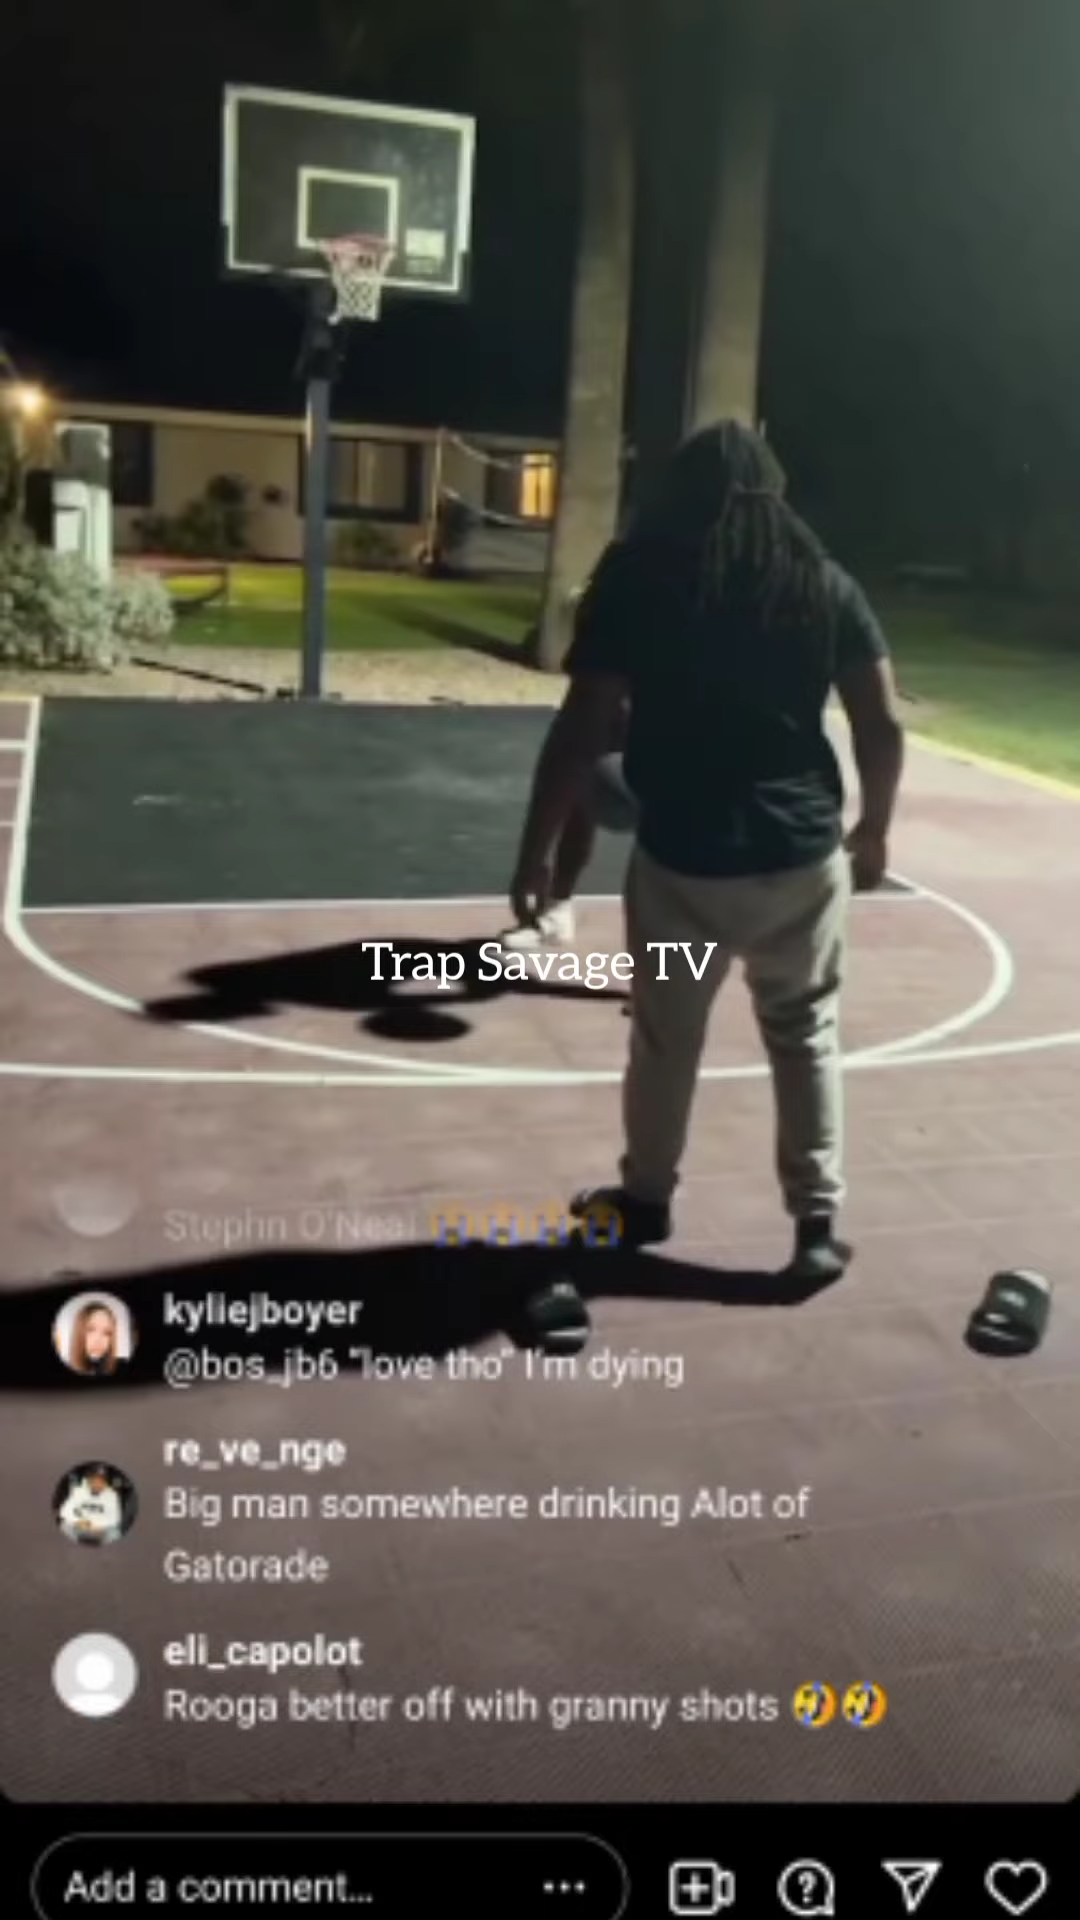 Trap Savage TV
Stephn O'Neal 😭😭😭😭
kyliejboyer
@bos_jb6 "love tho" I'm dying
re_ve_nge
Big man somewhere drinking Alot of
Gatorade
eli_capolot
Rooga better off with granny shots 🤣🤣
Add a comment...